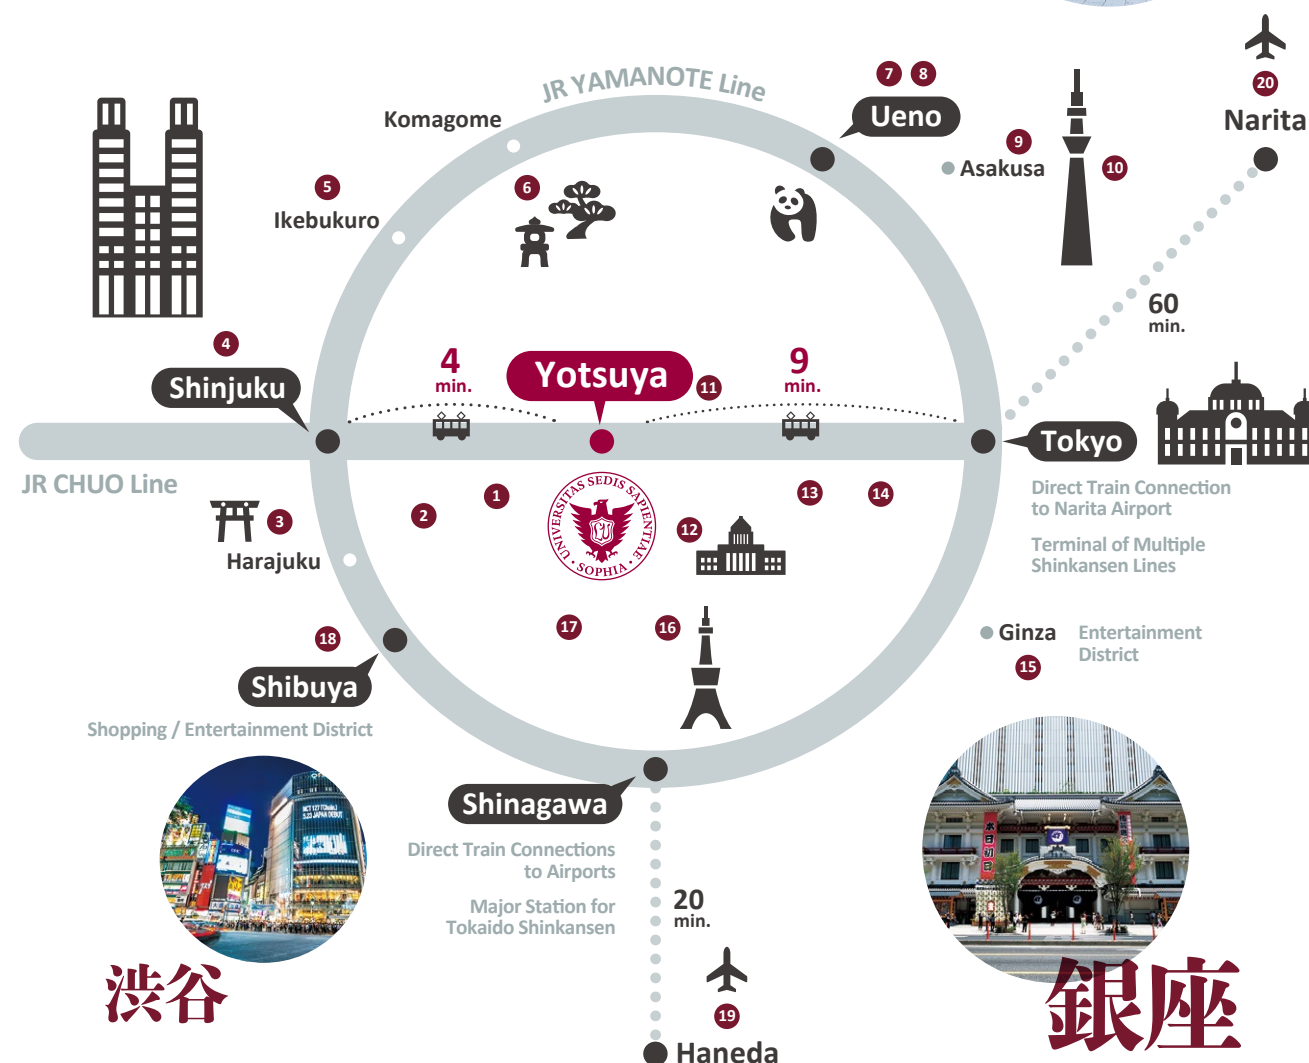 JR YAMANOTE Line
7
8
20
Ueno
Narita
Komagome
9
Asakusa
10
5
Ikebukuro
6
60
min.
4
Shinjuku
4
min.
Yotsuya
11
9
min.
Tokyo
JR CHUO Line
Direct Train Connection
to Narita Airport
Terminal of Multiple
Shinkansen Lines
1
2
3
Harajuku
UNIVERSITAS SEDIS SAPIENTIAE
SOPHIA
12
13
14
17
16
18
Shibuya
Shopping / Entertainment District
Ginza
15
Entertainment
District
Shinagawa
Direct Train Connections
to Airports
Major Station for
Tokaido Shinkansen
20
min.
19
Haneda
本日初日
渋谷
銀座